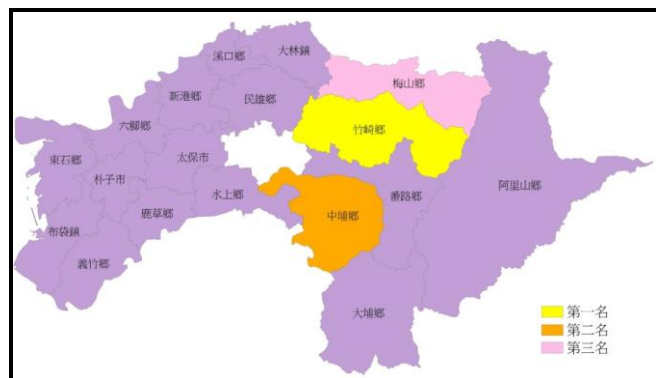 溪口鄉
大林鎮
梅山鄉
新港鄉
民雄鄉
六腳鄉
竹崎鄉
東石鄉
太保市
朴子市
阿里山鄉
水上鄉
番路鄉
鹿草鄉
中埔鄉
布袋鎮
義竹鄉
大埔鄉
第一名
第二名
第三名